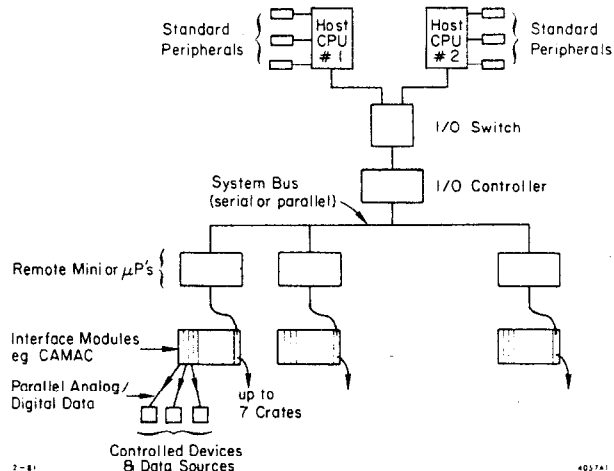 Standard
Peripherals
Host
CPU
# 1
Host
CPU
# 2
Standard
Peripherals
I/O Switch
I/O Controller
System Bus
(serial or parallel)
Remote Mini or μP's
Interface Modules
eg CAMAC
Parallel Analog/
Digital Data
up to
7 Crates
Controlled Devices
& Data Sources
2-81
4057A1